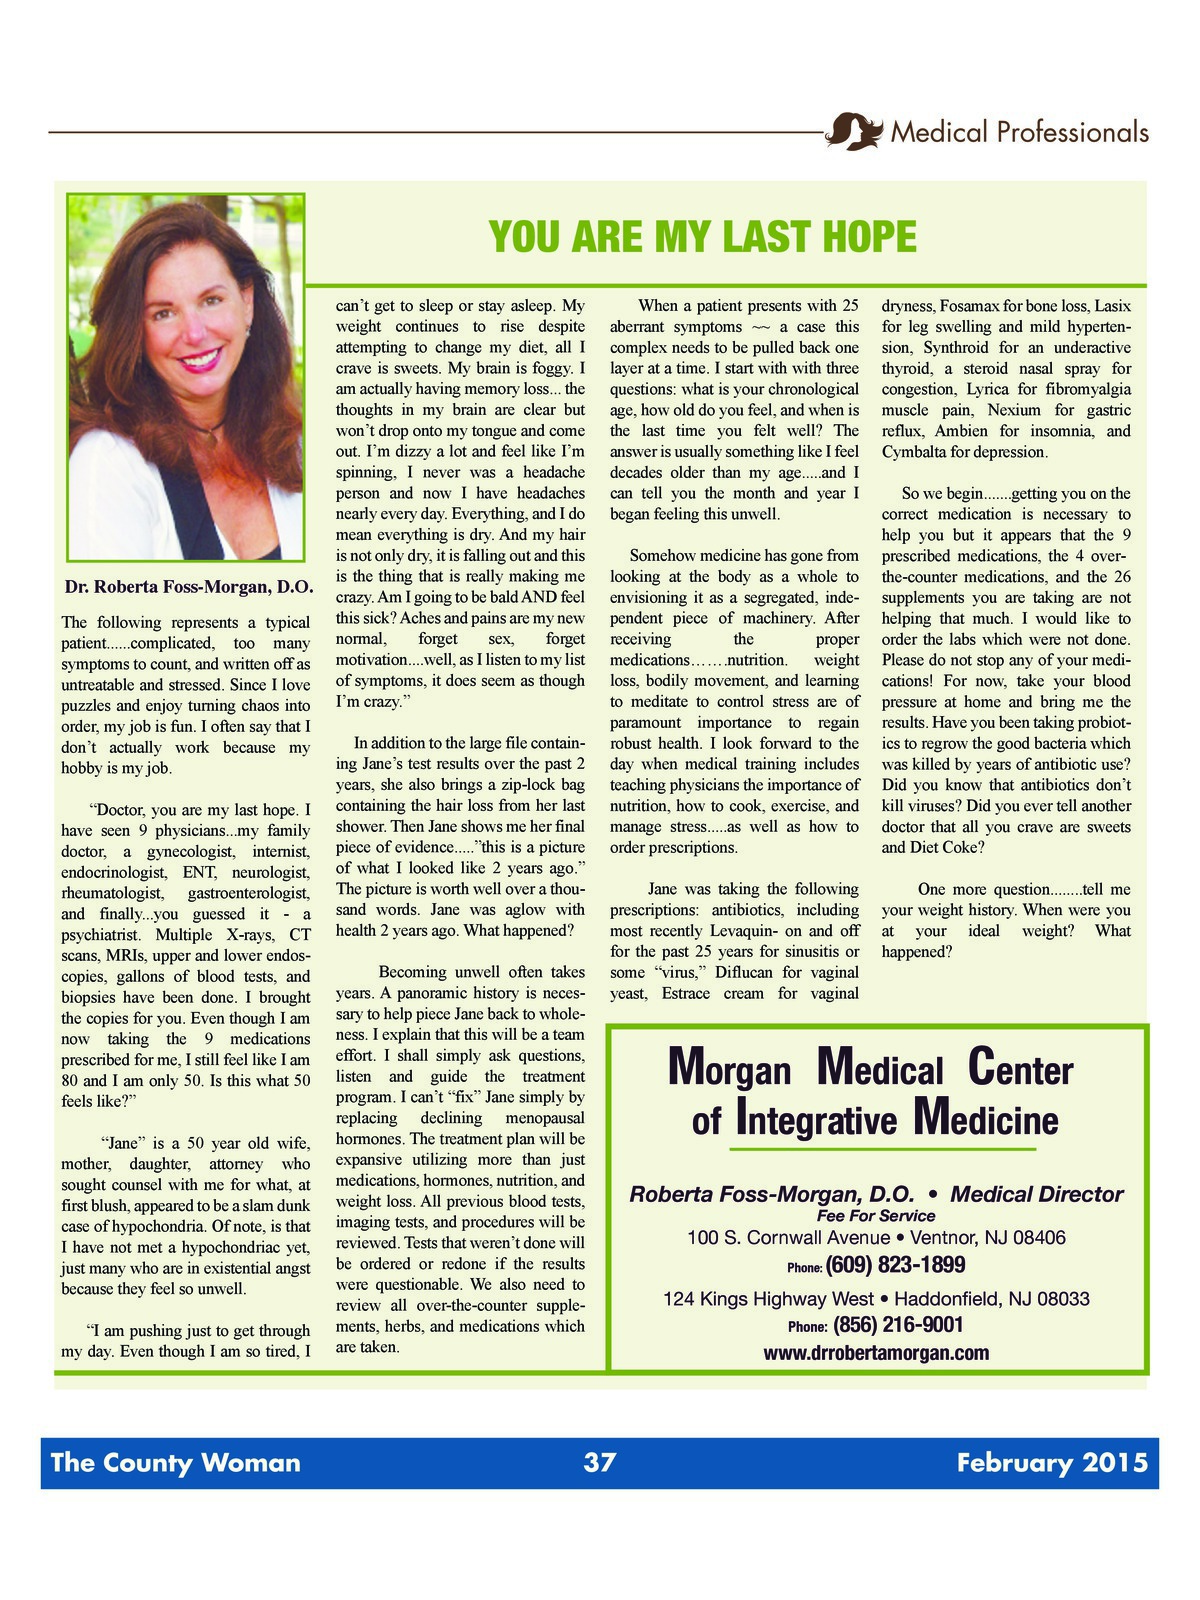 Medical Professionals
YOU ARE MY LAST HOPE
Dr. Roberta Foss-Morgan, D.O.
The following represents a typical
patient......complicated, too many
symptoms to count, and written off as
untreatable and stressed. Since I love
puzzles and enjoy turning chaos into
order, my job is fun. I often say that I
don’t actually work because my
hobby is my job.
“Doctor, you are my last hope. I
have seen 9 physicians...my family
doctor, a gynecologist, internist,
endocrinologist, ENT, neurologist,
rheumatologist, gastroenterologist,
and finally...you guessed it - a
psychiatrist. Multiple X-rays, CT
scans, MRIs, upper and lower endos-
copies, gallons of blood tests, and
biopsies have been done. I brought
the copies for you. Even though I am
now taking the 9 medications
prescribed for me, I still feel like I am
80 and I am only 50. Is this what 50
feels like?”
“Jane” is a 50 year old wife,
mother, daughter, attorney who
sought counsel with me for what, at
first blush, appeared to be a slam dunk
case of hypochondria. Of note, is that
I have not met a hypochondriac yet,
just many who are in existential angst
because they feel so unwell.
“I am pushing just to get through
my day. Even though I am so tired, I
can’t get to sleep or stay asleep. My
weight continues to rise despite
attempting to change my diet, all I
crave is sweets. My brain is foggy. I
am actually having memory loss... the
thoughts in my brain are clear but
won’t drop onto my tongue and come
out. I’m dizzy a lot and feel like I’m
spinning, I never was a headache
person and now I have headaches
nearly every day. Everything, and I do
mean everything is dry. And my hair
is not only dry, it is falling out and this
is the thing that is really making me
crazy. Am I going to be bald AND feel
this sick? Aches and pains are my new
normal, forget sex, forget
motivation....well, as I listen to my list
of symptoms, it does seem as though
I’m crazy.”
In addition to the large file contain-
ing Jane’s test results over the past 2
years, she also brings a zip-lock bag
containing the hair loss from her last
shower. Then Jane shows me her final
piece of evidence.....”this is a picture
of what I looked like 2 years ago.”
The picture is worth well over a thou-
sand words. Jane was aglow with
health 2 years ago. What happened?
Becoming unwell often takes
years. A panoramic history is neces-
sary to help piece Jane back to whole-
ness. I explain that this will be a team
effort. I shall simply ask questions,
listen and guide the treatment
program. I can’t “fix” Jane simply by
replacing declining menopausal
hormones. The treatment plan will be
expansive utilizing more than just
medications, hormones, nutrition, and
weight loss. All previous blood tests,
imaging tests, and procedures will be
reviewed. Tests that weren’t done will
be ordered or redone if the results
were questionable. We also need to
review all over-the-counter supple-
ments, herbs, and medications which
are taken.
When a patient presents with 25
aberrant symptoms ~~ a case this
complex needs to be pulled back one
layer at a time. I start with with three
questions: what is your chronological
age, how old do you feel, and when is
the last time you felt well? The
answer is usually something like I feel
decades older than my age.....and I
can tell you the month and year I
began feeling this unwell.
Somehow medicine has gone from
looking at the body as a whole to
envisioning it as a segregated, inde-
pendent piece of machinery. After
receiving the proper
medications…….nutrition. weight
loss, bodily movement, and learning
to meditate to control stress are of
paramount importance to regain
robust health. I look forward to the
day when medical training includes
teaching physicians the importance of
nutrition, how to cook, exercise, and
manage stress.....as well as how to
order prescriptions.
Jane was taking the following
prescriptions: antibiotics, including
most recently Levaquin- on and off
for the past 25 years for sinusitis or
some “virus,” Diflucan for vaginal
yeast, Estrace cream for vaginal
dryness, Fosamax for bone loss, Lasix
for leg swelling and mild hyperten-
sion, Synthroid for an underactive
thyroid, a steroid nasal spray for
congestion, Lyrica for fibromyalgia
muscle pain, Nexium for gastric
reflux, Ambien for insomnia, and
Cymbalta for depression.
So we begin.......getting you on the
correct medication is necessary to
help you but it appears that the 9
prescribed medications, the 4 over-
the-counter medications, and the 26
supplements you are taking are not
helping that much. I would like to
order the labs which were not done.
Please do not stop any of your medi-
cations! For now, take your blood
pressure at home and bring me the
results. Have you been taking probiot-
ics to regrow the good bacteria which
was killed by years of antibiotic use?
Did you know that antibiotics don’t
kill viruses? Did you ever tell another
doctor that all you crave are sweets
and Diet Coke?
One more question........tell me
your weight history. When were you
at your ideal weight? What
happened?
Morgan Medical Center
of Integrative Medicine
Roberta Foss-Morgan, D.O. • Medical Director
Fee For Service
100 S. Cornwall Avenue • Ventnor, NJ 08406
Phone: (609) 823-1899
124 Kings Highway West • Haddonfield, NJ 08033
Phone: (856) 216-9001
www.drrobertamorgan.com
The County Woman 37 February 2015